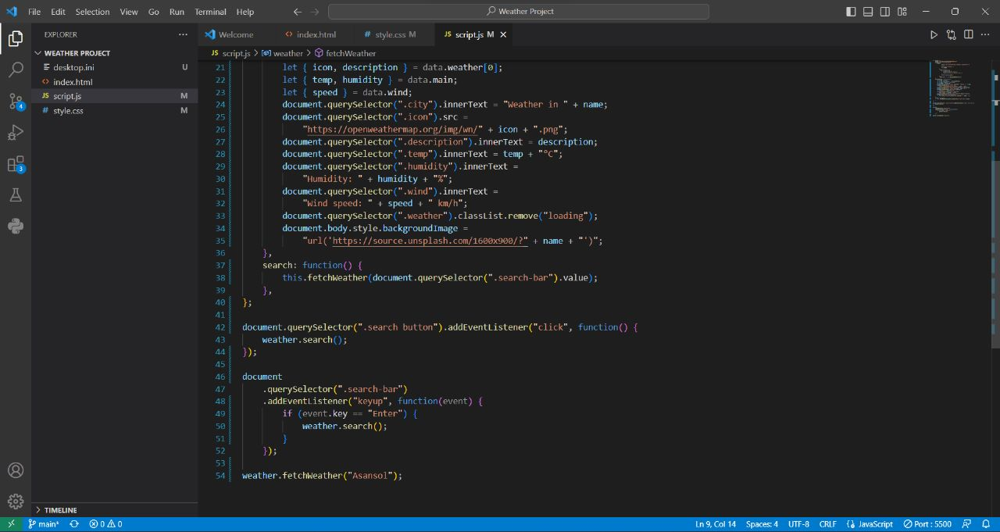 File Edit Selection View Go Run Terminal Help Weather Project
EXPLORER
WEATHER PROJECT
desktop.ini U
index.html
script.js M
style.css M
4
3
TIMELINE
Welcome index.html style.css M script.js M
script.js > weather > fetchWeather
21 let { icon, description } = data.weather[0];
22 let { temp, humidity } = data.main;
23 let { speed } = data.wind;
24 document.querySelector(".city").innerText = "Weather in " + name;
25 document.querySelector(".icon").src =
26 "https://openweathermap.org/img/wn/" + icon + ".png";
27 document.querySelector(".description").innerText = description;
28 document.querySelector(".temp").innerText = temp + "°C";
29 document.querySelector(".humidity").innerText =
30 "Humidity: " + humidity + "%";
31 document.querySelector(".wind").innerText =
32 "Wind speed: " + speed + " km/h";
33 document.querySelector(".weather").classList.remove("loading");
34 document.body.style.backgroundImage =
35 "url('https://source.unsplash.com/1600x900/?" + name + "')";
36 },
37 search: function() {
38 this.fetchWeather(document.querySelector(".search-bar").value);
39 },
40 };
41
42 document.querySelector(".search button").addEventListener("click", function() {
43 weather.search();
44 });
45
46 document
47 .querySelector(".search-bar")
48 .addEventListener("keyup", function(event) {
49 if (event.key == "Enter") {
50 weather.search();
51 }
52 });
53
54 weather.fetchWeather("Asansol");
main* 0 0 Ln 9, Col 14 Spaces: 4 UTF-8 CRLF {} JavaScript Port : 5500